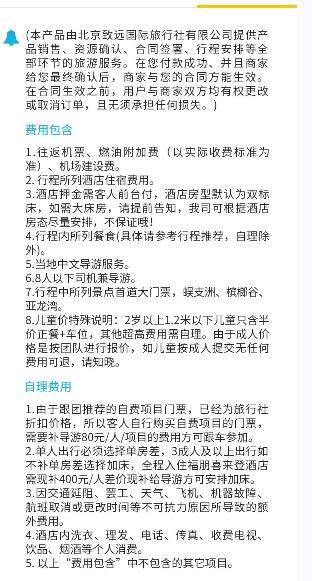 (本产品由北京致远国际旅行社有限公司提供产
品销售、资源确认、合同签署、行程安排等全
部环节的旅游服务。在您付款成功、并且商家
给您最终确认后，商家与您的合同方能生效。
在合同生效之前，用户与商家双方均有权更改
或取消订单，且无须承担任何损失。)
费用包含
1.往返机票、燃油附加费（以实际收费标准为
准）、机场建设费。
2.行程所列酒店住宿费用。
3.酒店押金需客人前台付，酒店房型默认为双标
床，如需大床房，请提前告知，我司可根据酒店
房态尽量安排，不保证哦！
4.行程内所列餐食(具体请参考行程推荐，自理除
外)。
5.当地中文导游服务。
6.8人以下司机兼导游。
7.行程中所列景点首道大门票，蜈支洲、槟榔谷、
亚龙湾。
8.儿童价特殊说明：2岁以上1.2米以下儿童只含半
价正餐+车位，其他超高费用需自理。由于成人价
格是按团队进行报价，如儿童按成人提交无任何
费用可退，请知晓。
自理费用
1.由于跟团推荐的自费项目门票，已经为旅行社
折扣价格，所以客人自行购买自费项目的门票，
需要补导游80元/人/项目的费用方可跟车参加。
2.单人出行必须选择单房差，3成人及以上出行如
不补单房差选择加床，全程入住福朋喜来登酒店
需现补400元/人差价现补给导游方可安排加床。
3.因交通延阻、罢工、天气、飞机、机器故障、
航班取消或更改时间等不可抗力原因所导致的额
外费用。
4.酒店内洗衣、理发、电话、传真、收费电视、
饮品、烟酒等个人消费。
5. 以上“费用包含”中不包含的其它项目。